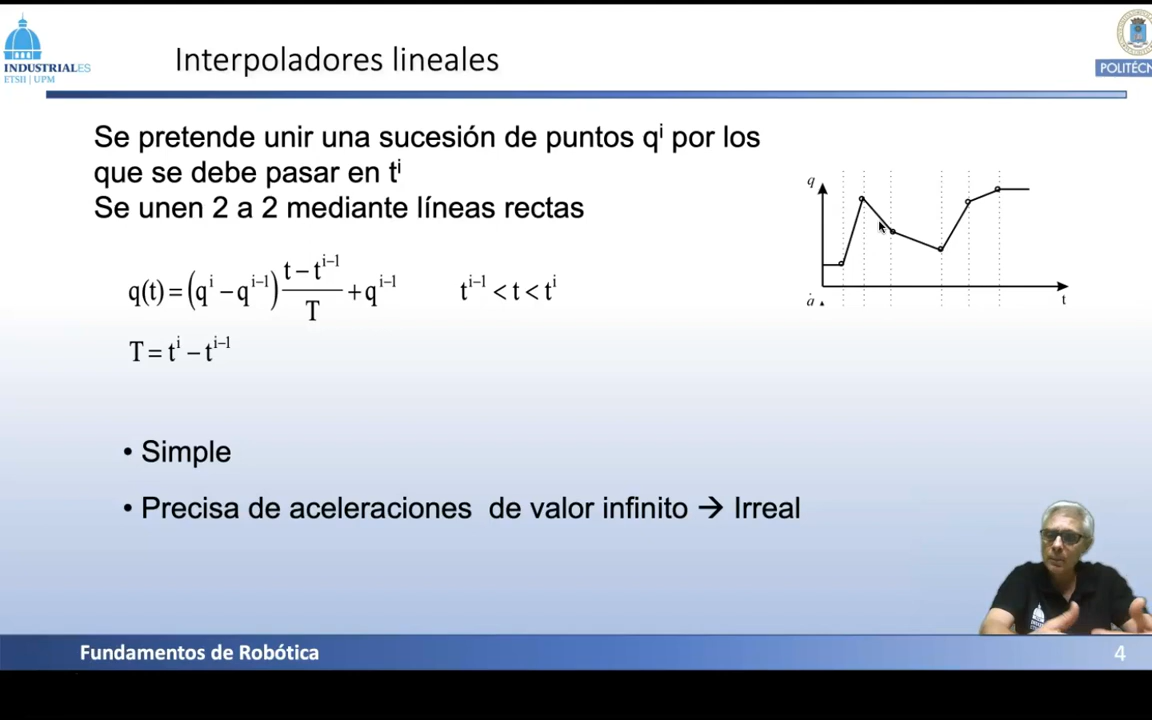 INDUSTRIALES
ETSII | UPM
Interpoladores lineales
POLITÉCN
Se pretende unir una sucesión de puntos qⁱ por los
que se debe pasar en tⁱ
Se unen 2 a 2 mediante líneas rectas
q(t) = (qⁱ − qⁱ⁻¹) (t − tⁱ⁻¹)/T + qⁱ⁻¹    tⁱ⁻¹ < t < tⁱ
T = tⁱ − tⁱ⁻¹
q
t
q̇
• Simple
• Precisa de aceleraciones de valor infinito → Irreal
Fundamentos de Robótica
4